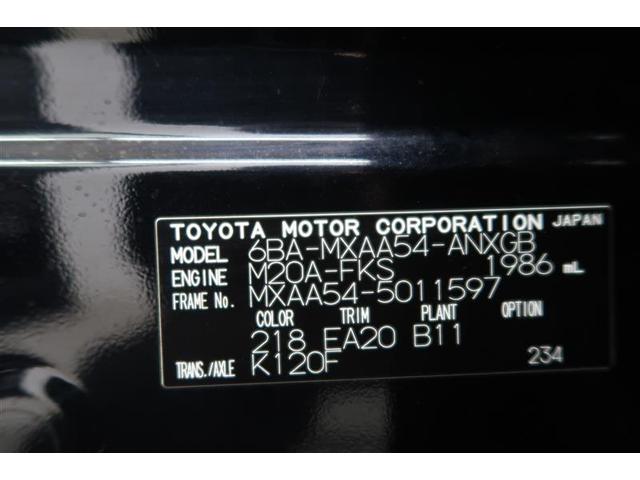 TOYOTA MOTOR CORPORATION JAPAN
MODEL 6BA-MXAA54-ANXGB
ENGINE M20A-FKS 1986 mL
FRAME No. MXAA54-5011597
COLOR TRIM PLANT OPTION
218 EA20 B11
TRANS./AXLE K120F 234